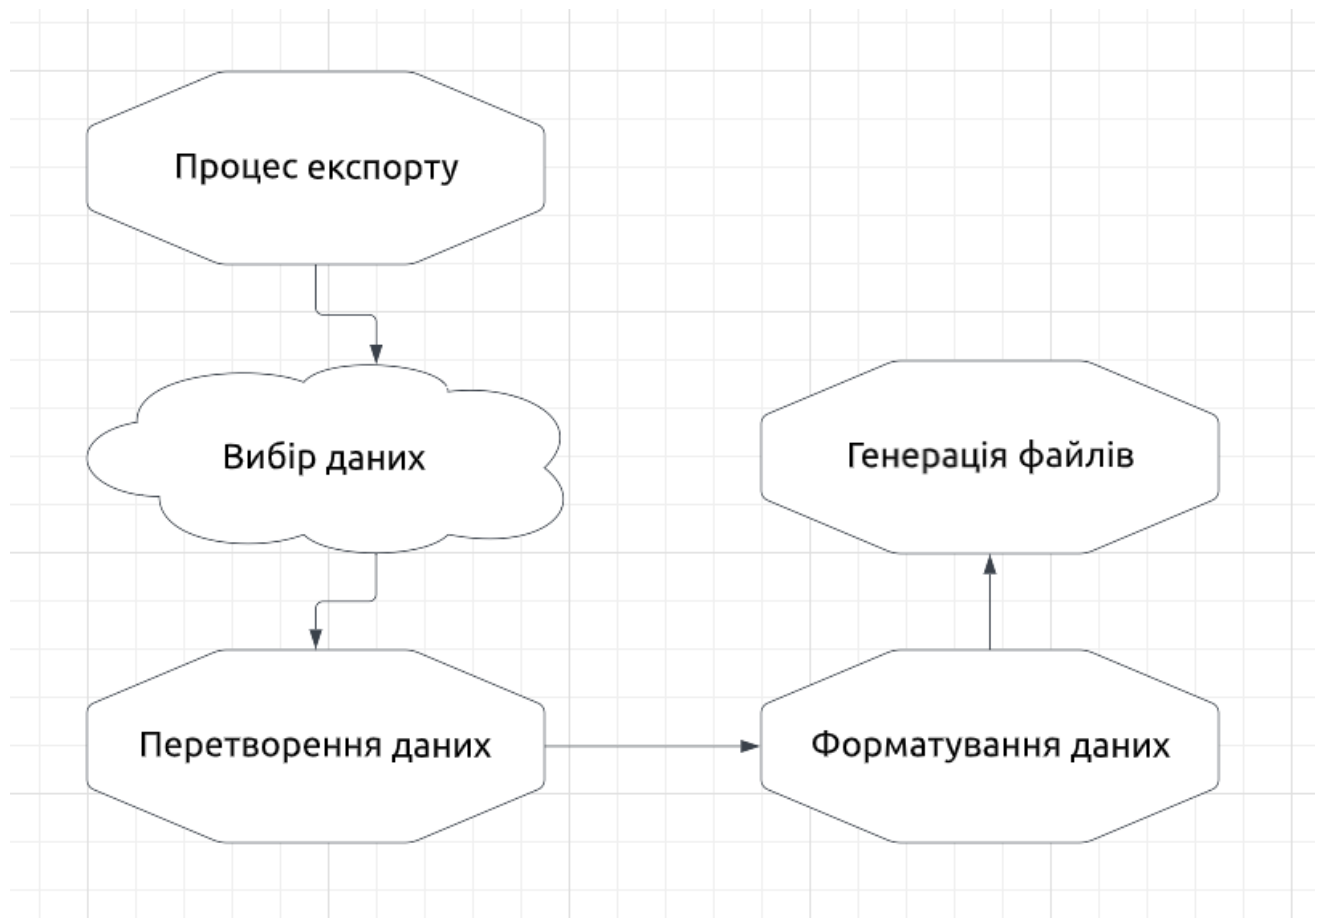 Процес експорту
Вибір даних
Перетворення даних
Форматування даних
Генерація файлів